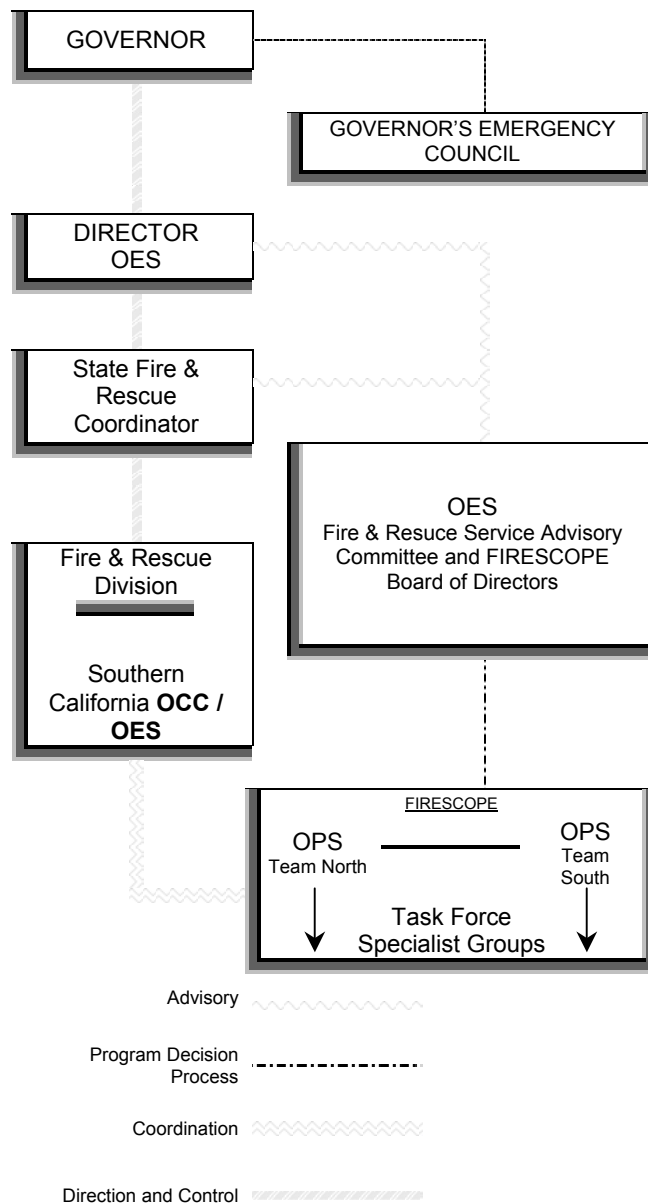 GOVERNOR
GOVERNOR'S EMERGENCY
COUNCIL
DIRECTOR
OES
State Fire &
Rescue
Coordinator
OES
Fire & Resuce Service Advisory
Committee and FIRESCOPE
Board of Directors
Fire & Rescue
Division
Southern
California OCC /
OES
FIRESCOPE
OPS
Team North
OPS
Team
South
Task Force
Specialist Groups
Advisory
Program Decision
Process
Coordination
Direction and Control